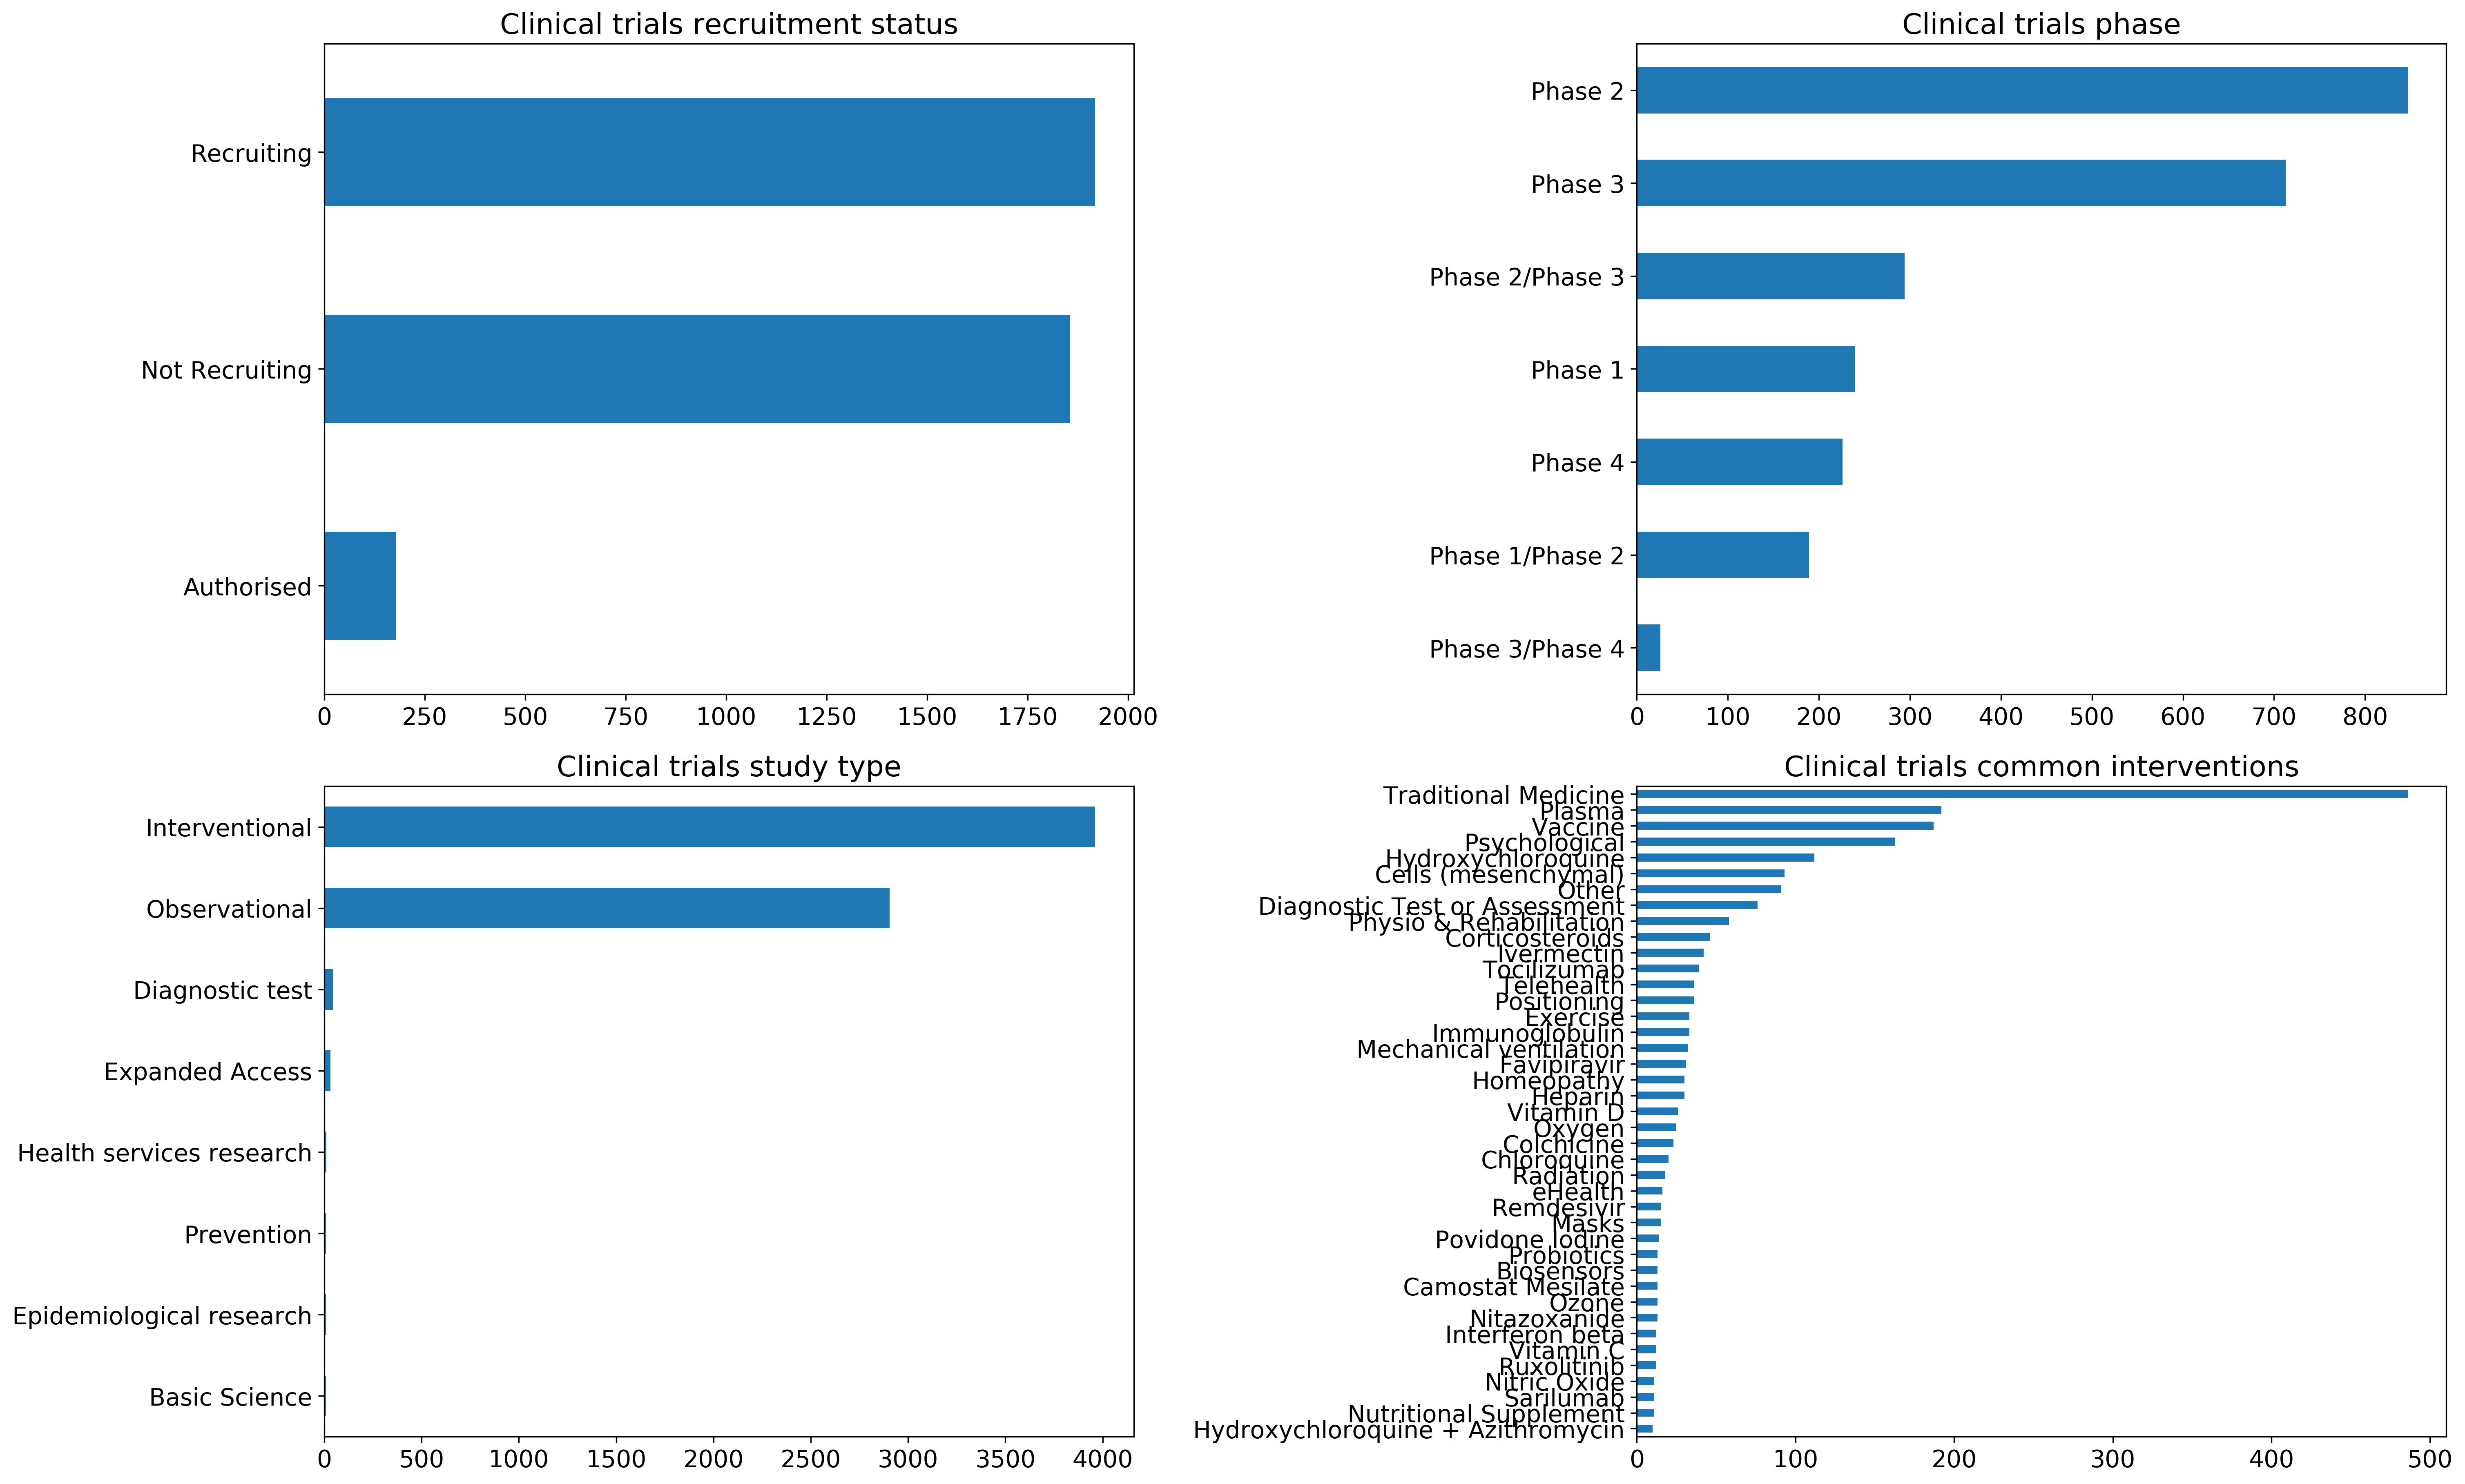 Clinical trials recruitment status
Recruiting
Not Recruiting
Authorised
0 250 500 750 1000 1250 1500 1750 2000
Clinical trials phase
Phase 2
Phase 3
Phase 2/Phase 3
Phase 1
Phase 4
Phase 1/Phase 2
Phase 3/Phase 4
0 100 200 300 400 500 600 700 800
Clinical trials study type
Interventional
Observational
Diagnostic test
Expanded Access
Health services research
Prevention
Epidemiological research
Basic Science
0 500 1000 1500 2000 2500 3000 3500 4000
Clinical trials common interventions
Traditional Medicine
Plasma
Vaccine
Psychological
Hydroxychloroquine
Cells (mesenchymal)
Other
Diagnostic Test or Assessment
Physio & Rehabilitation
Corticosteroids
Ivermectin
Tocilizumab
Telehealth
Positioning
Exercise
Immunoglobulin
Mechanical ventilation
Favipiravir
Homeopathy
Heparin
Vitamin D
Oxygen
Colchicine
Chloroquine
Radiation
eHealth
Remdesivir
Masks
Povidone Iodine
Probiotics
Biosensors
Camostat Mesilate
Ozone
Nitazoxanide
Interferon beta
Vitamin C
Ruxolitinib
Nitric Oxide
Sarilumab
Nutritional Supplement
Hydroxychloroquine + Azithromycin
0 100 200 300 400 500